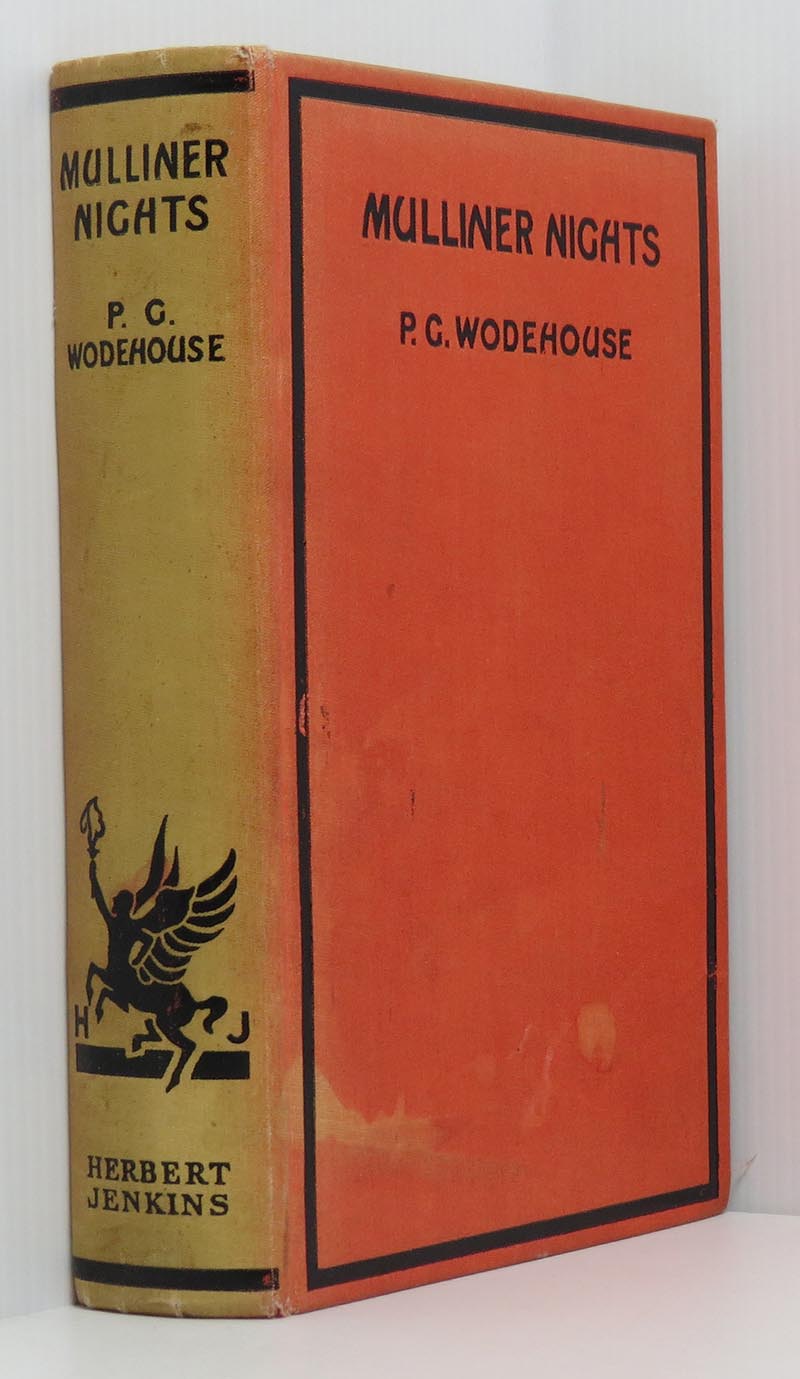 MULLINER
NIGHTS
P. G.
WODEHOUSE
H J
HERBERT
JENKINS
MULLINER NIGHTS
P. G. WODEHOUSE